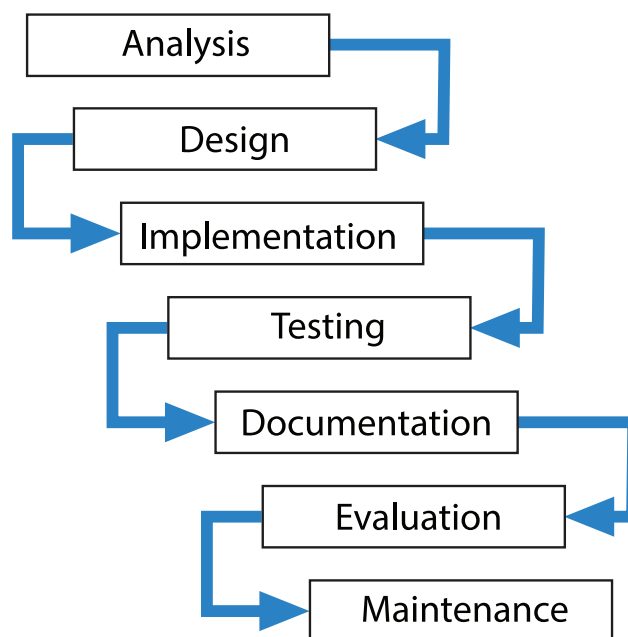 Analysis
Design
Implementation
Testing
Documentation
Evaluation
Maintenance